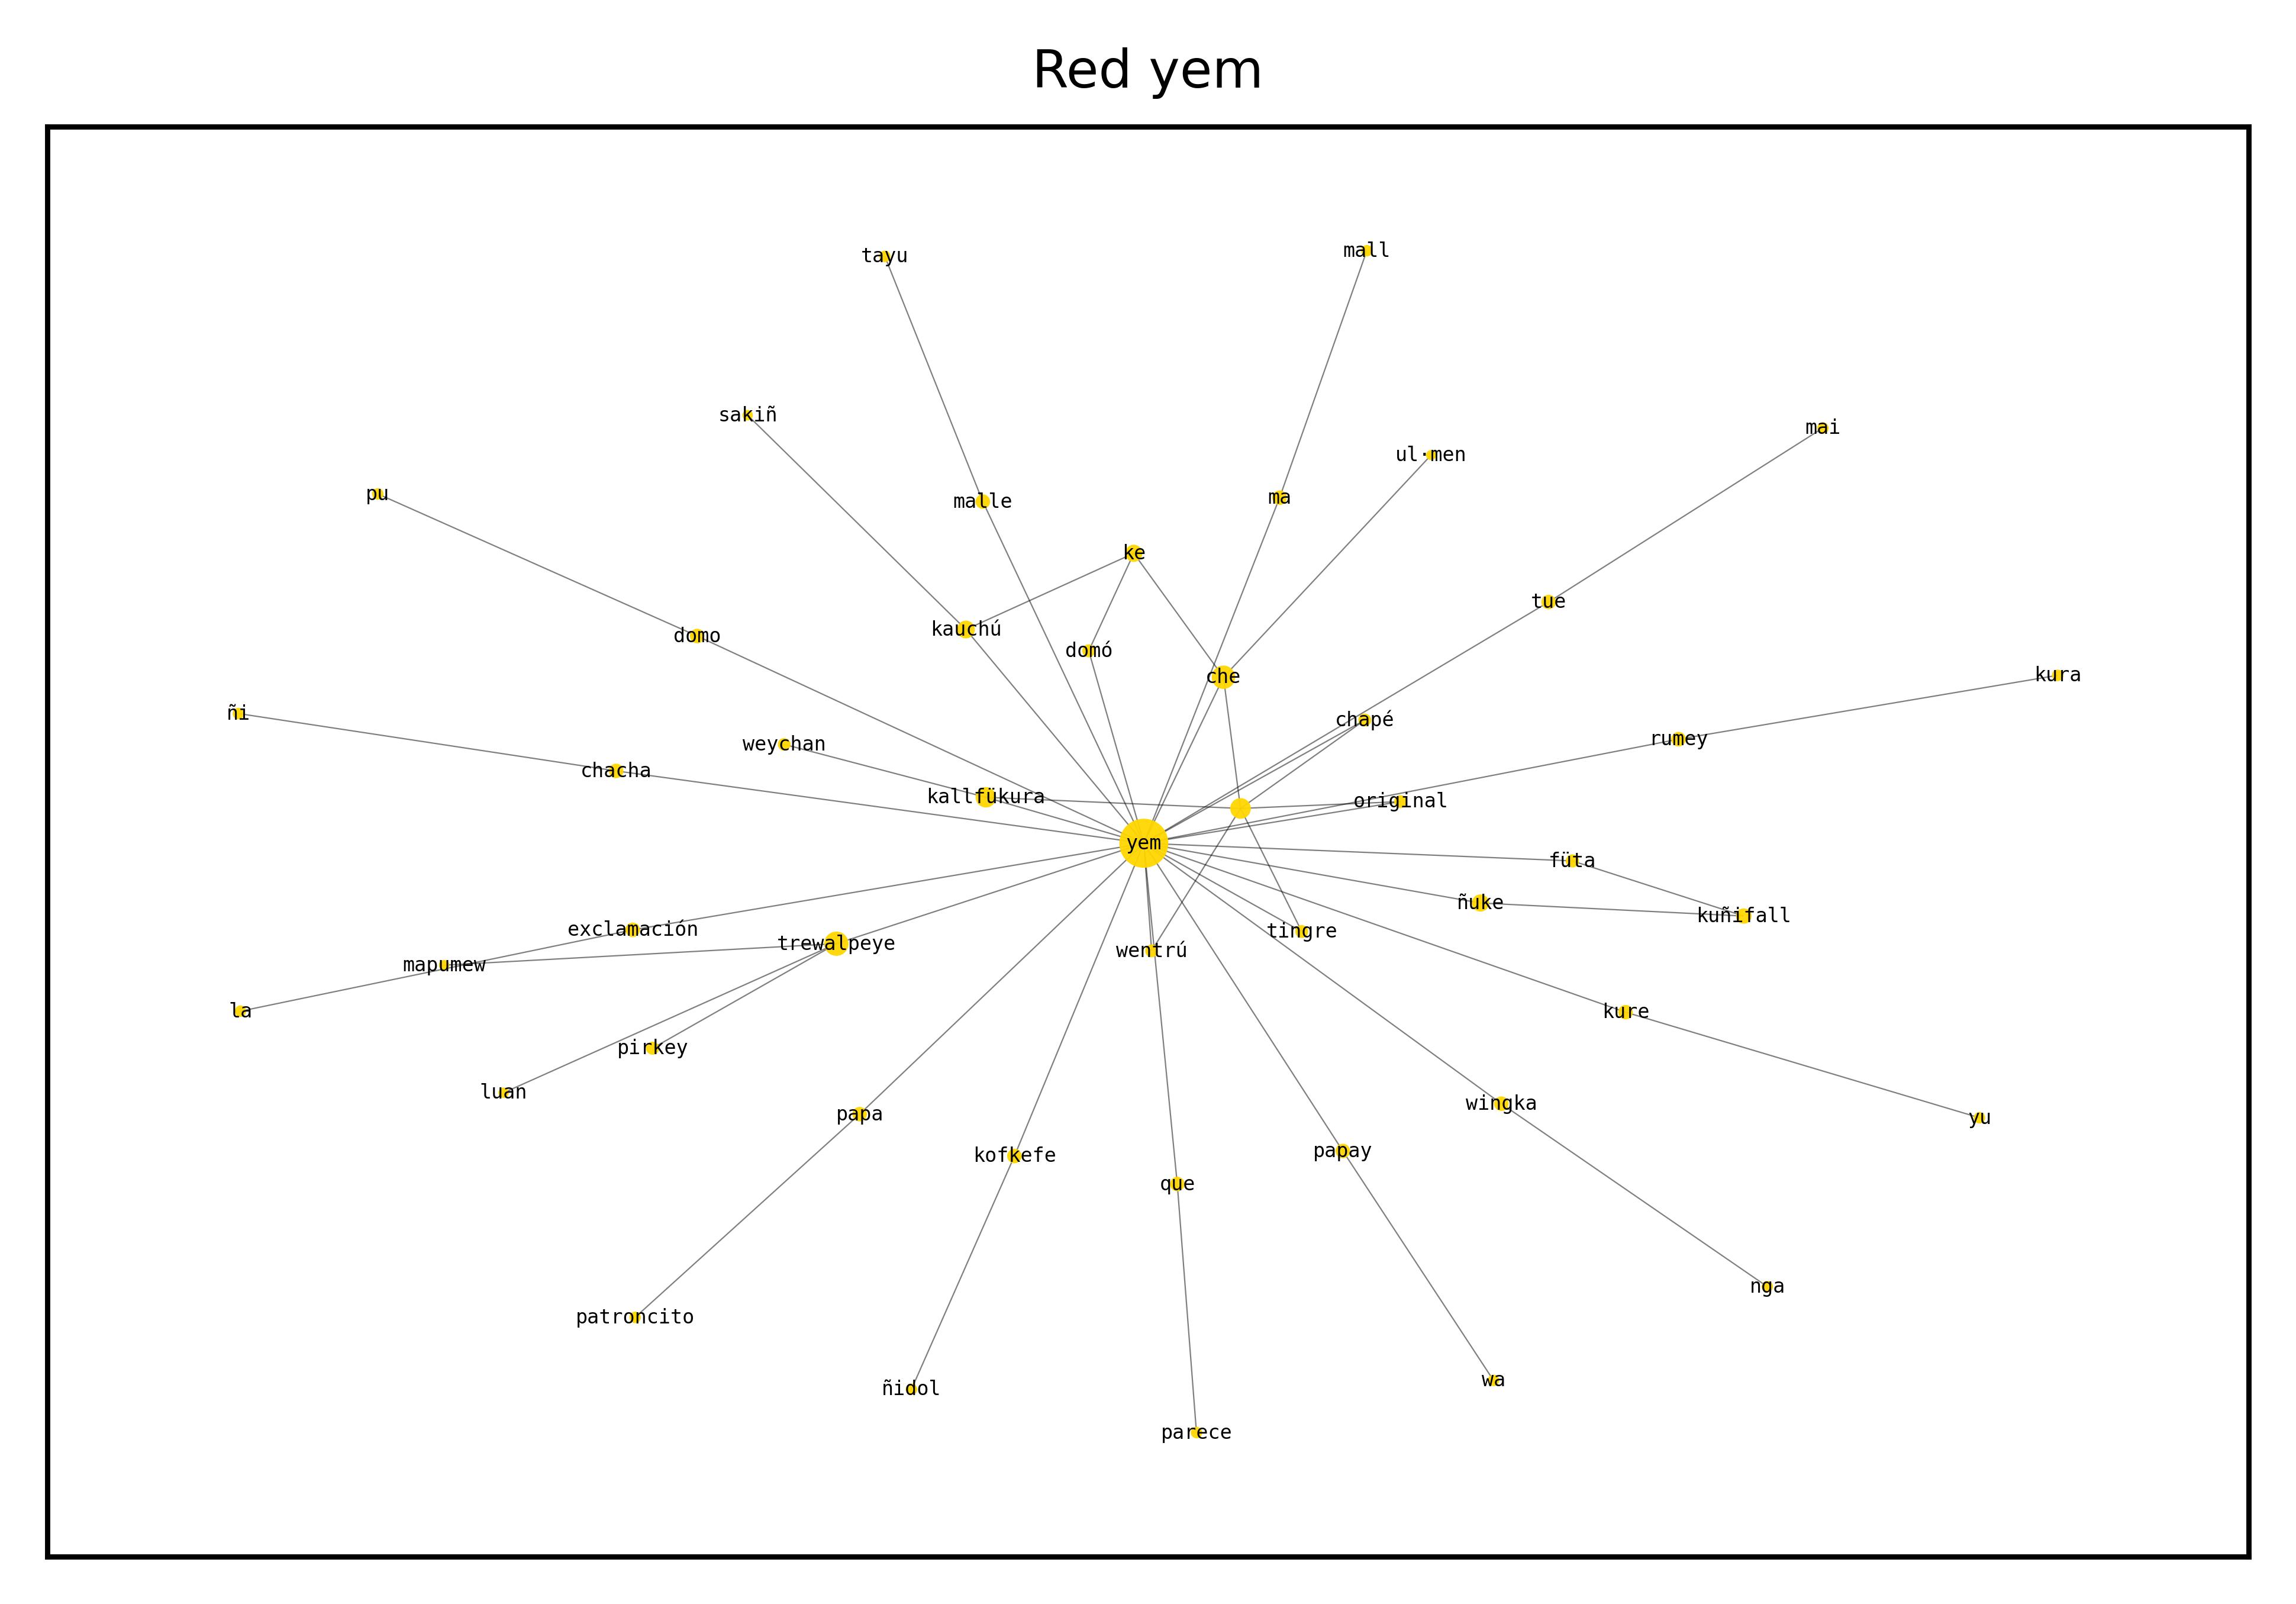 Red yem
tayu
mall
sakiñ
mai
ul·men
pu
malle
ma
ke
tue
kauchú
domo
domó
che
kura
ñi
chapé
weychan
rumey
chacha
kallfükura
original
yem
füta
ñuke
kuñifall
exclamación
tingre
trewalpeye
wentrú
mapumew
la
kure
pirkey
luan
wingka
papa
yu
papay
kofkefe
que
nga
patroncito
wa
ñidol
parece